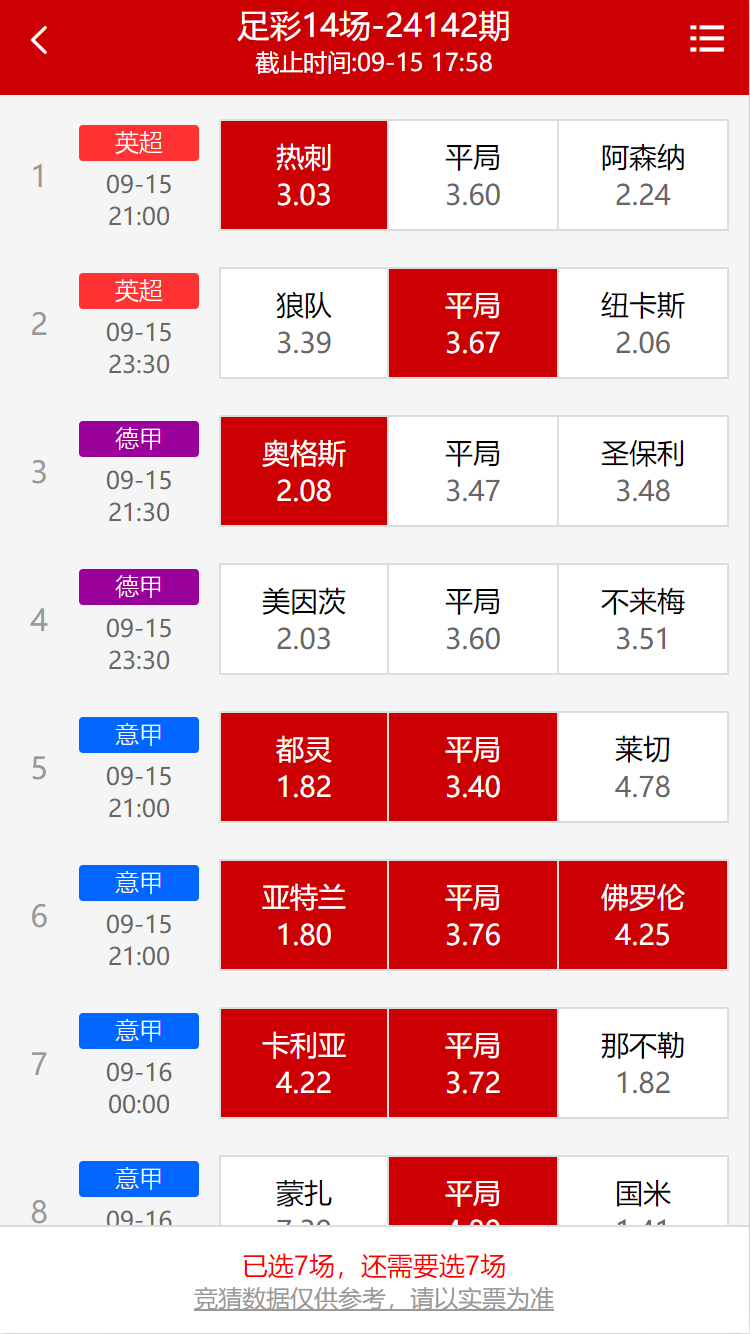 足彩14场-24142期
截止时间:09-15 17:58
1
英超
09-15
21:00
热刺
3.03
平局
3.60
阿森纳
2.24
2
英超
09-15
23:30
狼队
3.39
平局
3.67
纽卡斯
2.06
3
德甲
09-15
21:30
奥格斯
2.08
平局
3.47
圣保利
3.48
4
德甲
09-15
23:30
美因茨
2.03
平局
3.60
不来梅
3.51
5
意甲
09-15
21:00
都灵
1.82
平局
3.40
莱切
4.78
6
意甲
09-15
21:00
亚特兰
1.80
平局
3.76
佛罗伦
4.25
7
意甲
09-16
00:00
卡利亚
4.22
平局
3.72
那不勒
1.82
8
意甲
09-16
蒙扎
平局
国米
已选7场，还需要选7场
竞猜数据仅供参考，请以实票为准